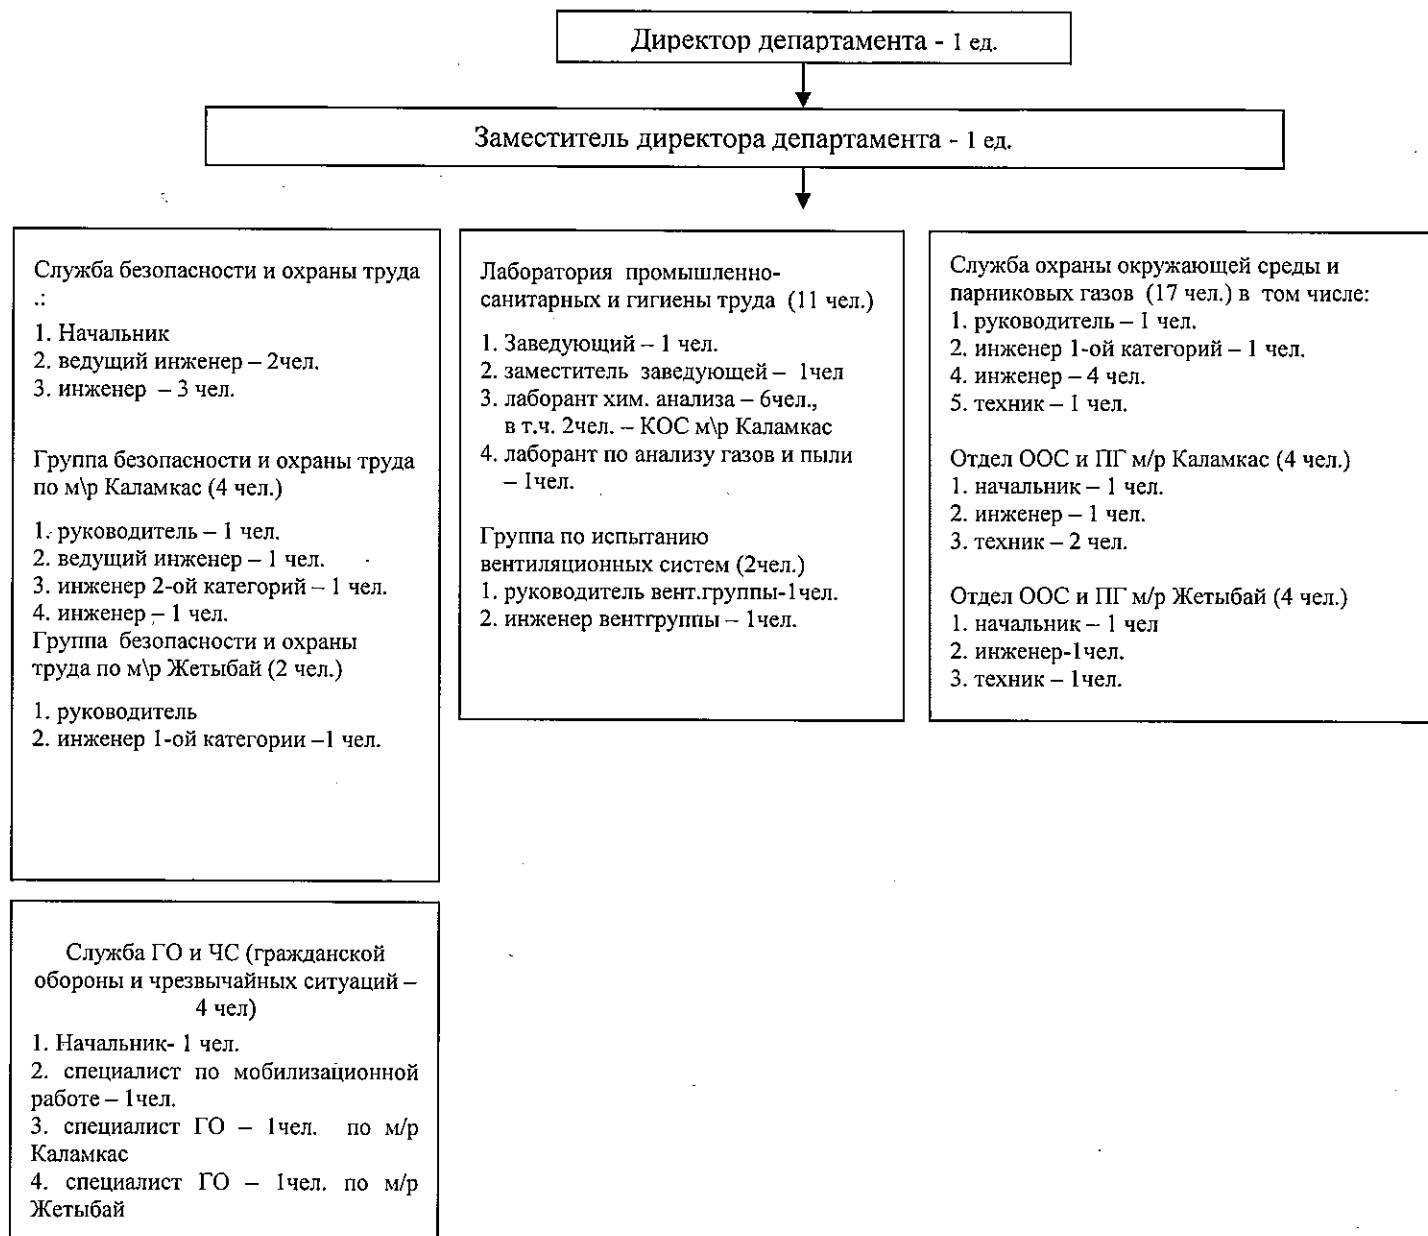 Директор департамента - 1 ед.
Заместитель директора департамента - 1 ед.
Служба безопасности и охраны труда
.:
1. Начальник
2. ведущий инженер – 2чел.
3. инженер – 3 чел.
Группа безопасности и охраны труда
по м\р Каламкас (4 чел.)
1. руководитель – 1 чел.
2. ведущий инженер – 1 чел.
3. инженер 2-ой категорий – 1 чел.
4. инженер – 1 чел.
Группа безопасности и охраны
труда по м\р Жетыбай (2 чел.)
1. руководитель
2. инженер 1-ой категории –1 чел.
Лаборатория промышленно-
санитарных и гигиены труда (11 чел.)
1. Заведующий – 1 чел.
2. заместитель заведующей – 1чел
3. лаборант хим. анализа – 6чел.,
в т.ч. 2чел. – КОС м\р Каламкас
4. лаборант по анализу газов и пыли
– 1чел.
Группа по испытанию
вентиляционных систем (2чел.)
1. руководитель вент.группы-1чел.
2. инженер вентгруппы – 1чел.
Служба охраны окружающей среды и
парниковых газов (17 чел.) в том числе:
1. руководитель – 1 чел.
2. инженер 1-ой категорий – 1 чел.
4. инженер – 4 чел.
5. техник – 1 чел.
Отдел ООС и ПГ м/р Каламкас (4 чел.)
1. начальник – 1 чел.
2. инженер – 1 чел.
3. техник – 2 чел.
Отдел ООС и ПГ м/р Жетыбай (4 чел.)
1. начальник – 1 чел
2. инженер-1чел.
3. техник – 1чел.
Служба ГО и ЧС (гражданской
обороны и чрезвычайных ситуаций –
4 чел)
1. Начальник- 1 чел.
2. специалист по мобилизационной
работе – 1чел.
3. специалист ГО – 1чел. по м/р
Каламкас
4. специалист ГО – 1чел. по м/р
Жетыбай